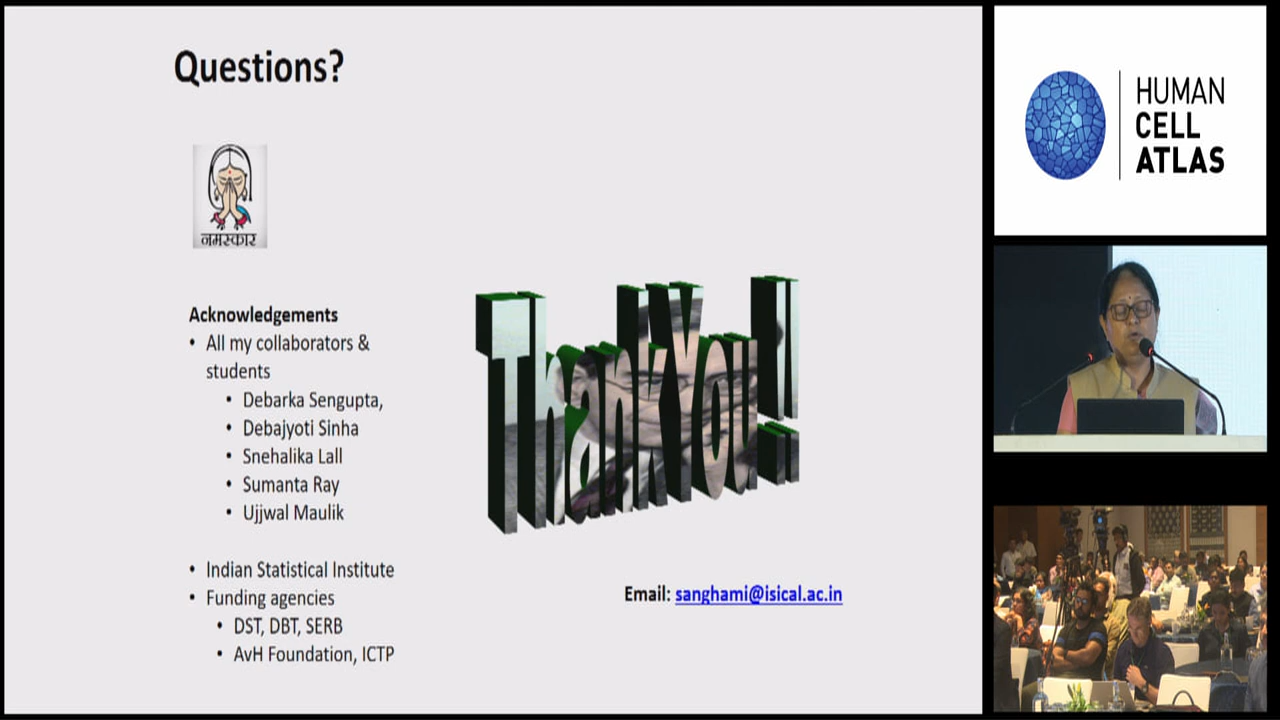 Questions?
नमस्कार
Acknowledgements
• All my collaborators &
students
• Debarka Sengupta,
• Debajyoti Sinha
• Snehalika Lall
• Sumanta Ray
• Ujjwal Maulik
• Indian Statistical Institute
• Funding agencies
• DST, DBT, SERB
• AvH Foundation, ICTP
Thank You!!
Email: sanghami@isical.ac.in
HUMAN
CELL
ATLAS